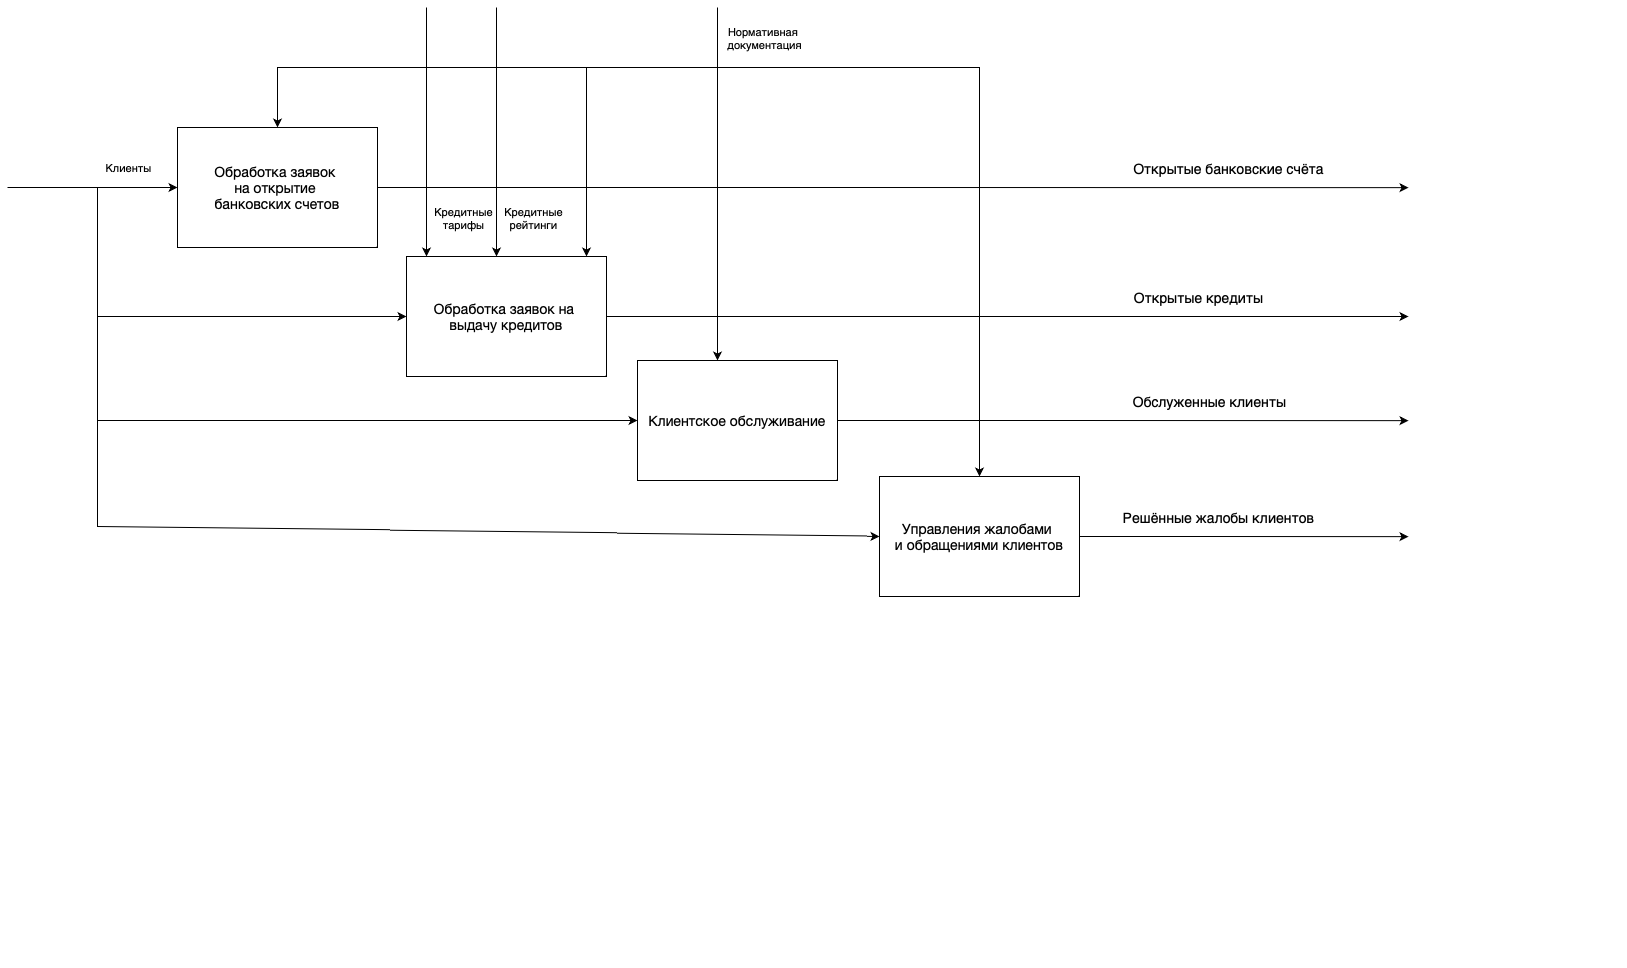 Нормативная
документация
Клиенты
Обработка заявок
на открытие
банковских счетов
Открытые банковские счёта
Кредитные
тарифы
Кредитные
рейтинги
Обработка заявок на
выдачу кредитов
Открытые кредиты
Клиентское обслуживание
Обслуженные клиенты
Управления жалобами
и обращениями клиентов
Решённые жалобы клиентов